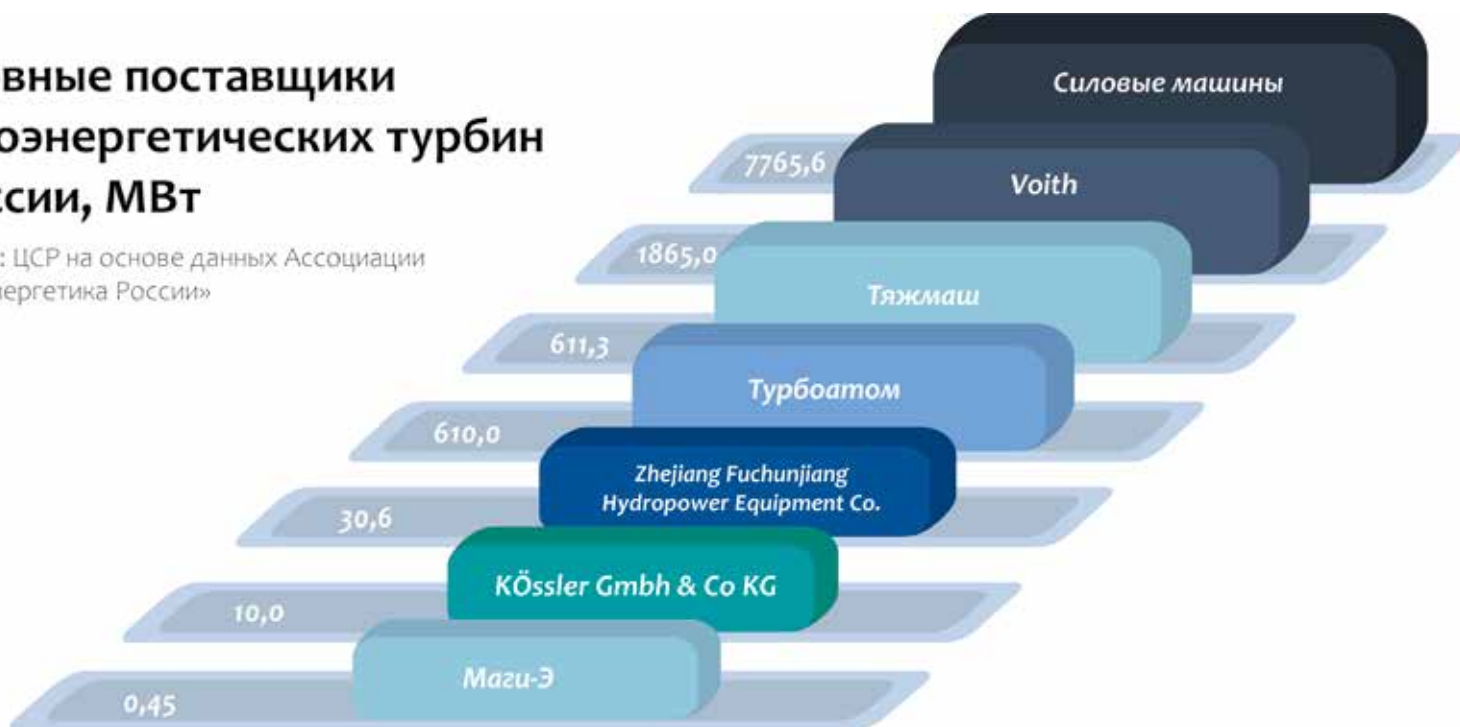 вные поставщики
оэнергетических турбин
ссии, МВт
: ЦСР на основе данных Ассоциации
нергетика России»
Силовые машины
7765,6
Voith
1865,0
Тяжмаш
611,3
Турбоатом
610,0
Zhejiang Fuchunjiang
Hydropower Equipment Co.
30,6
KÖssler Gmbh & Co KG
10,0
Маги-Э
0,45